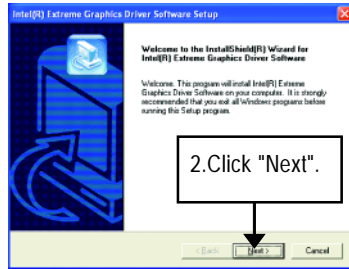 Intel(R) Extreme Graphics Driver Software Setup
Welcome to the InstallShield(R) Wizard for
Intel(R) Extreme Graphics Driver Software
Welcome. This program will install Intel(R) Extreme
Graphics Driver Software on your computer. It is strongly
recommended that you exit all Windows programs before
running this Setup program.
2.Click "Next".
< Back
Next >
Cancel